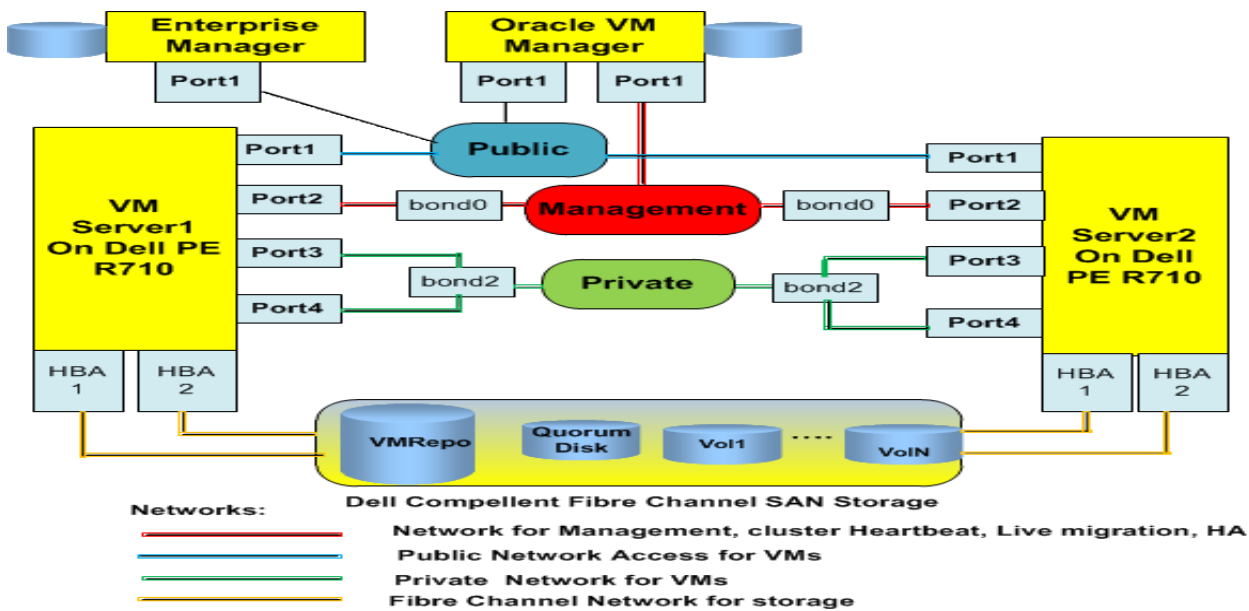 Enterprise
Manager
Oracle VM
Manager
Port1
Port1
Port1
Public
Port1
Port1
VM
Server1
On Dell PE
R710
Port2
bond0
Management
bond0
Port2
VM
Server2
On Dell
PE R710
Port3
bond2
Private
bond2
Port3
Port4
Port4
HBA
1
HBA
2
HBA
1
HBA
2
VMRepo
Quorum
Disk
Vol1
....
VolN
Dell Compellent Fibre Channel SAN Storage
Networks:
Network for Management, cluster Heartbeat, Live migration, HA
Public Network Access for VMs
Private Network for VMs
Fibre Channel Network for storage